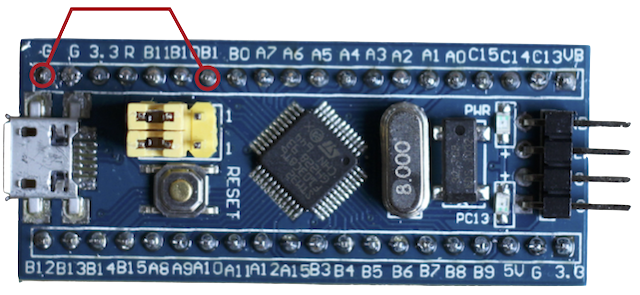 G G 3.3 R B11 B10 B1 B0 A7 A6 A5 A4 A3 A2 A1 A0 C15 C14 C13 VB
PWR
1
1
8.000
RESET
PC13
B12 B13 B14 B15 A8 A9 A10 A11 A12 A15 B3 B4 B5 B6 B7 B8 B9 5V G 3.